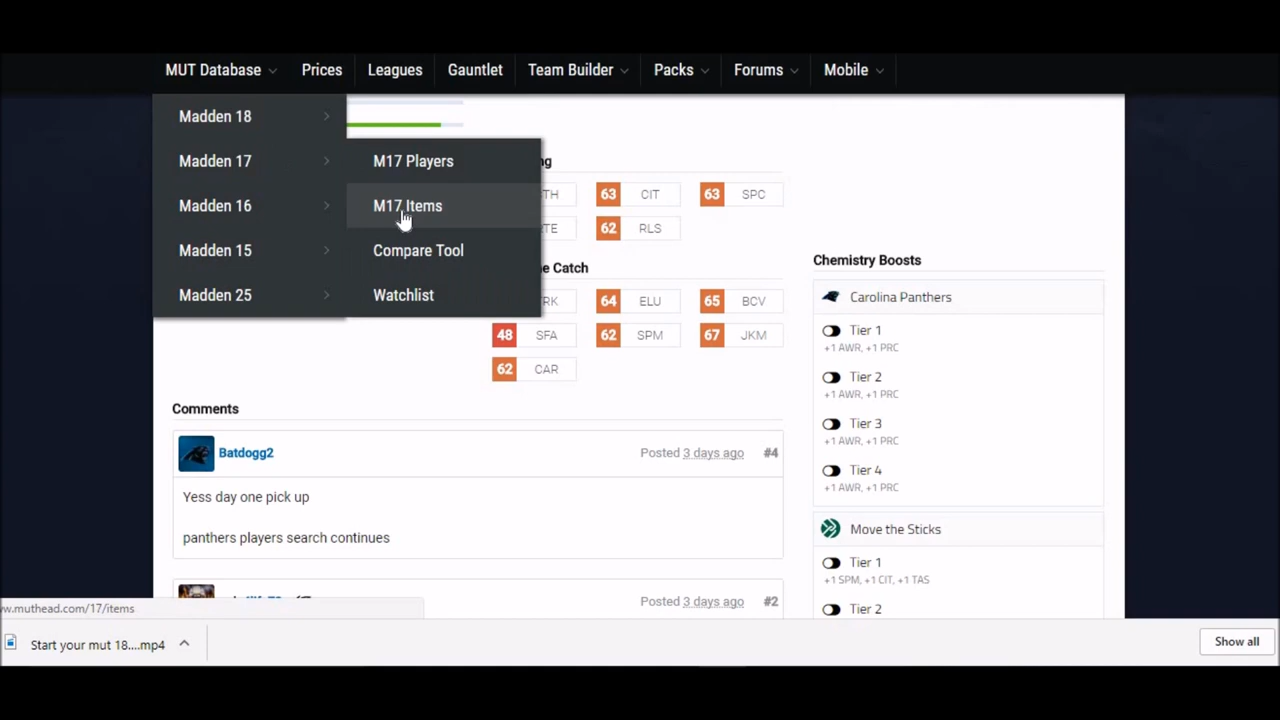 MUT Database
Prices
Leagues
Gauntlet
Team Builder
Packs
Forums
Mobile
Madden 18
Madden 17
Madden 16
Madden 15
Madden 25
M17 Players
M17 Items
Compare Tool
Watchlist
ng
TH
63 CIT
63 SPC
TE
62 RLS
e Catch
RK
64 ELU
65 BCV
48 SFA
62 SPM
67 JKM
62 CAR
Chemistry Boosts
Carolina Panthers
Tier 1
+1 AWR, +1 PRC
Tier 2
+1 AWR, +1 PRC
Tier 3
+1 AWR, +1 PRC
Tier 4
+1 AWR, +1 PRC
Move the Sticks
Tier 1
+1 SPM, +1 CIT, +1 TAS
Tier 2
Comments
Batdogg2
Posted 3 days ago #4
Yess day one pick up
panthers players search continues
Posted 3 days ago #2
ww.muthead.com/17/items
Start your mut 18....mp4
Show all